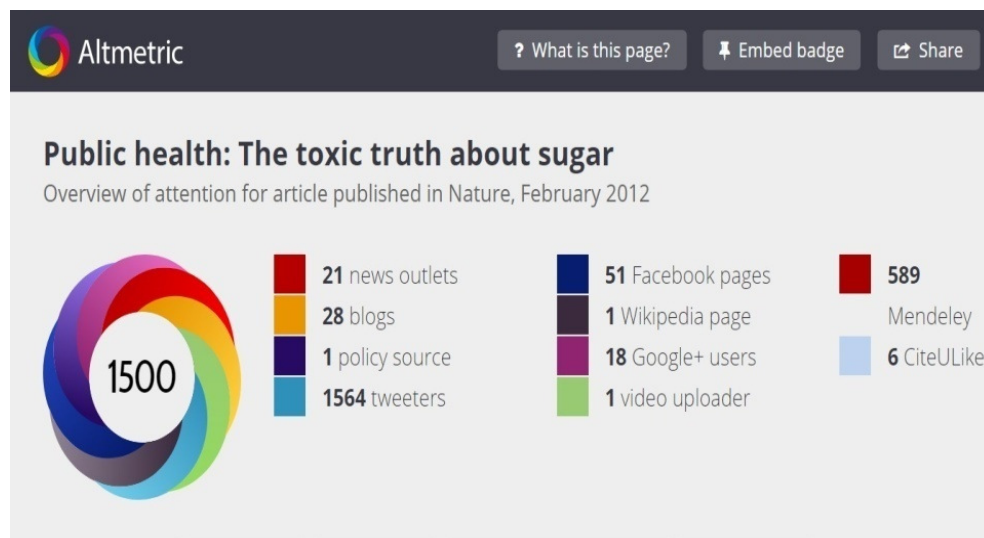 Altmetric
? What is this page?
Embed badge
Share
Public health: The toxic truth about sugar
Overview of attention for article published in Nature, February 2012
1500
21 news outlets
28 blogs
1 policy source
1564 tweeters
51 Facebook pages
1 Wikipedia page
18 Google+ users
1 video uploader
589
Mendeley
6 CiteULike